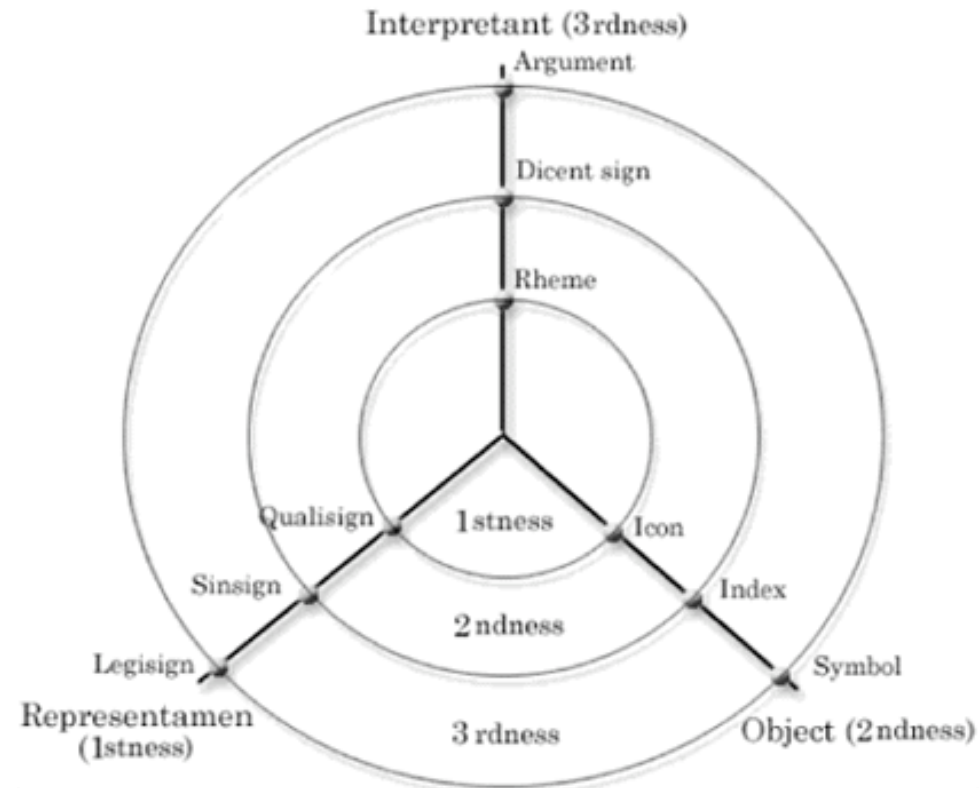 Interpretant (3rdness)
Argument
Dicent sign
Rheme
Qualisign
1stness
Icon
Sinsign
Index
2ndness
Legisign
Symbol
Representamen
(1stness)
3rdness
Object (2ndness)